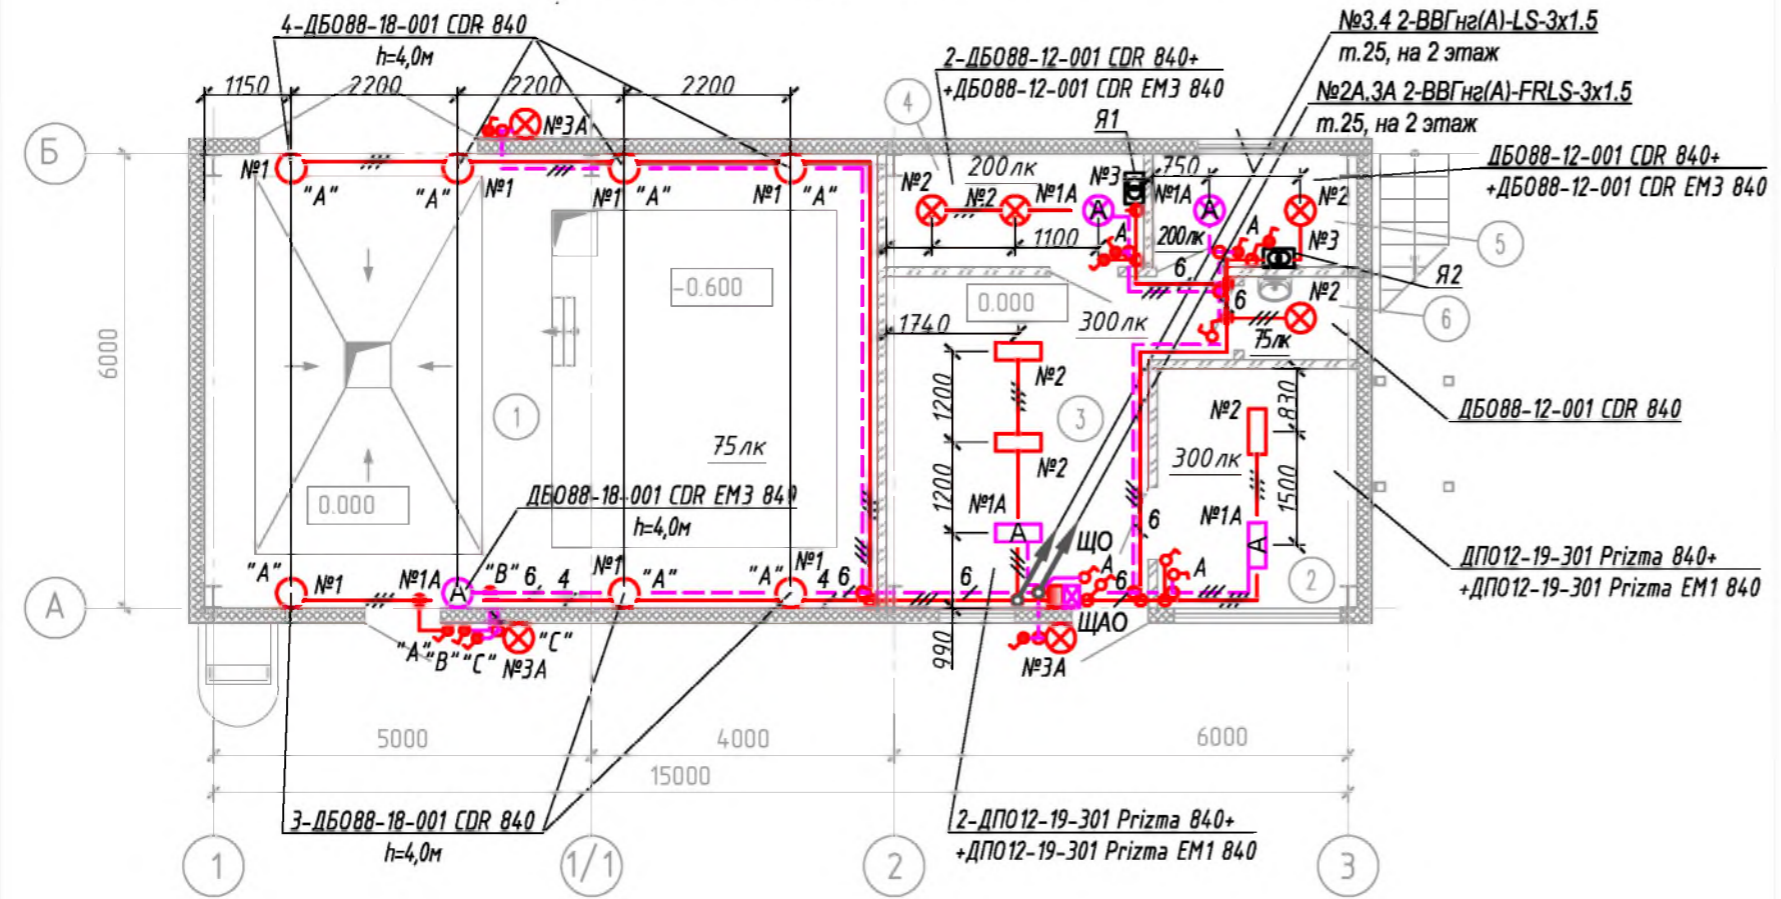 4-ДБО88-18-001 CDR 840
h=4,0м
1150
2200
2200
2200
2-ДБО88-12-001 CDR 840+
+ДБО88-12-001 CDR EM3 840
№3,4 2-ВВГнг(А)-LS-3х1.5
т.25, на 2 этаж
№2А,3А 2-ВВГнг(А)-FRLS-3х1.5
т.25, на 2 этаж
ДБО88-12-001 CDR 840+
+ДБО88-12-001 CDR EM3 840
4
Я1
Б
№3А
№1
"А"
"А"
№1
№1
"А"
№1
"А"
№2
200лк
№2
№1А
А
№3
750
№1А
А
№2
1100
А
200лк
А
№3
5
6
Я2
-0.600
0.000
300лк
6
№2
6
75лк
1740
6000
№2
1200
1
3
ДБО88-12-001 CDR 840
№2
830
75лк
№2
300лк
1200
1500
0.000
ДБО88-18-001 CDR EM3 840
h=4,0м
№1А
А
№1А
А
6
ЩО
ДПО12-19-301 Prizma 840+
+ДПО12-19-301 Prizma EM1 840
2
А
"А"
№1
№1А
А
"В"
6
4
№1
"А"
"А"
№1
4
6
6
А
6
А
ЩАО
"А"
"В"
"С"
№3А
"С"
990
№3А
5000
4000
6000
15000
3-ДБО88-18-001 CDR 840
h=4,0м
2-ДПО12-19-301 Prizma 840+
+ДПО12-19-301 Prizma EM1 840
1
1/1
2
3